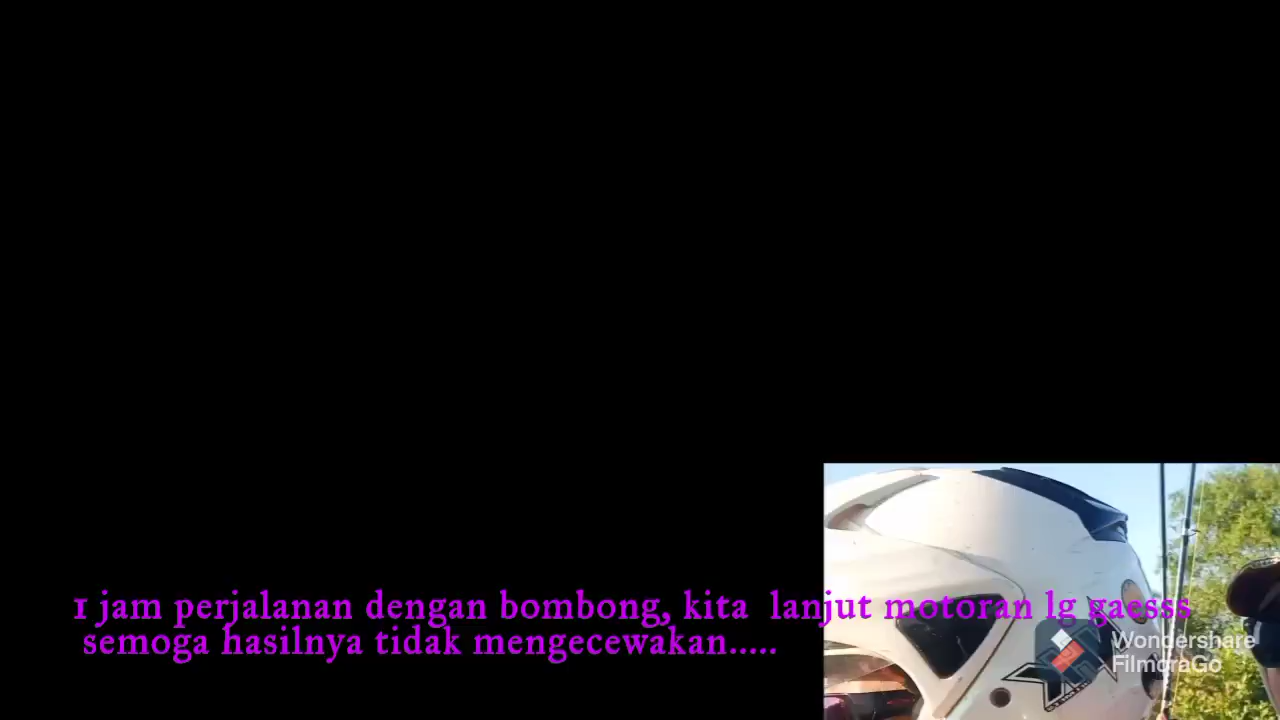 1 jam perjalanan dengan bombong, kita  lanjut motoran lg gaesss
semoga hasilnya tidak mengecewakan.....
Wondershare
FilmoraGo